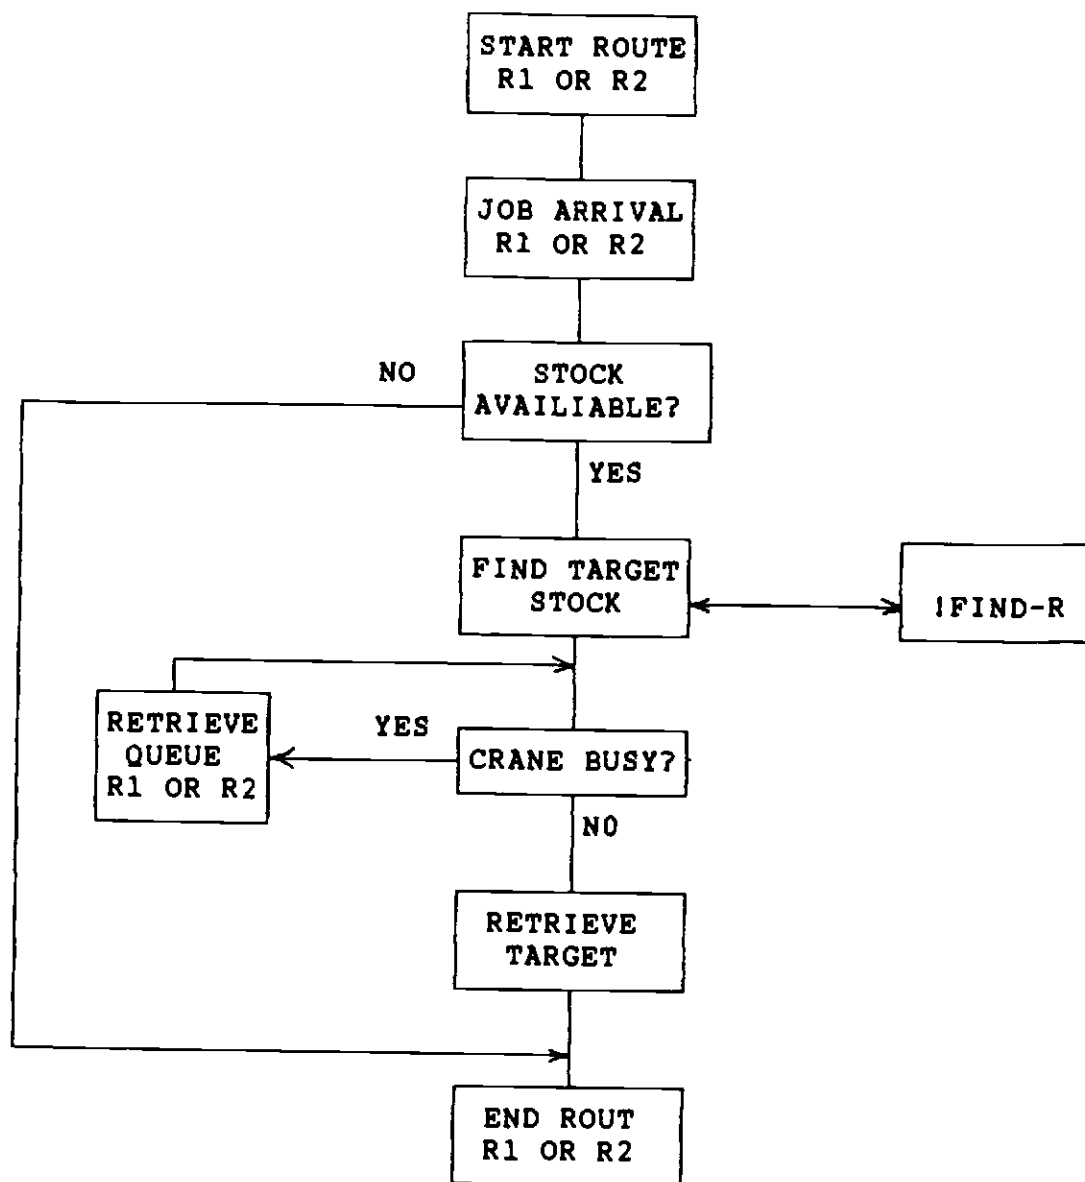 START ROUTE
R1 OR R2
JOB ARRIVAL
R1 OR R2
NO
STOCK
AVAILIABLE?
YES
FIND TARGET
STOCK
!FIND-R
RETRIEVE
QUEUE
R1 OR R2
YES
CRANE BUSY?
NO
RETRIEVE
TARGET
END ROUT
R1 OR R2